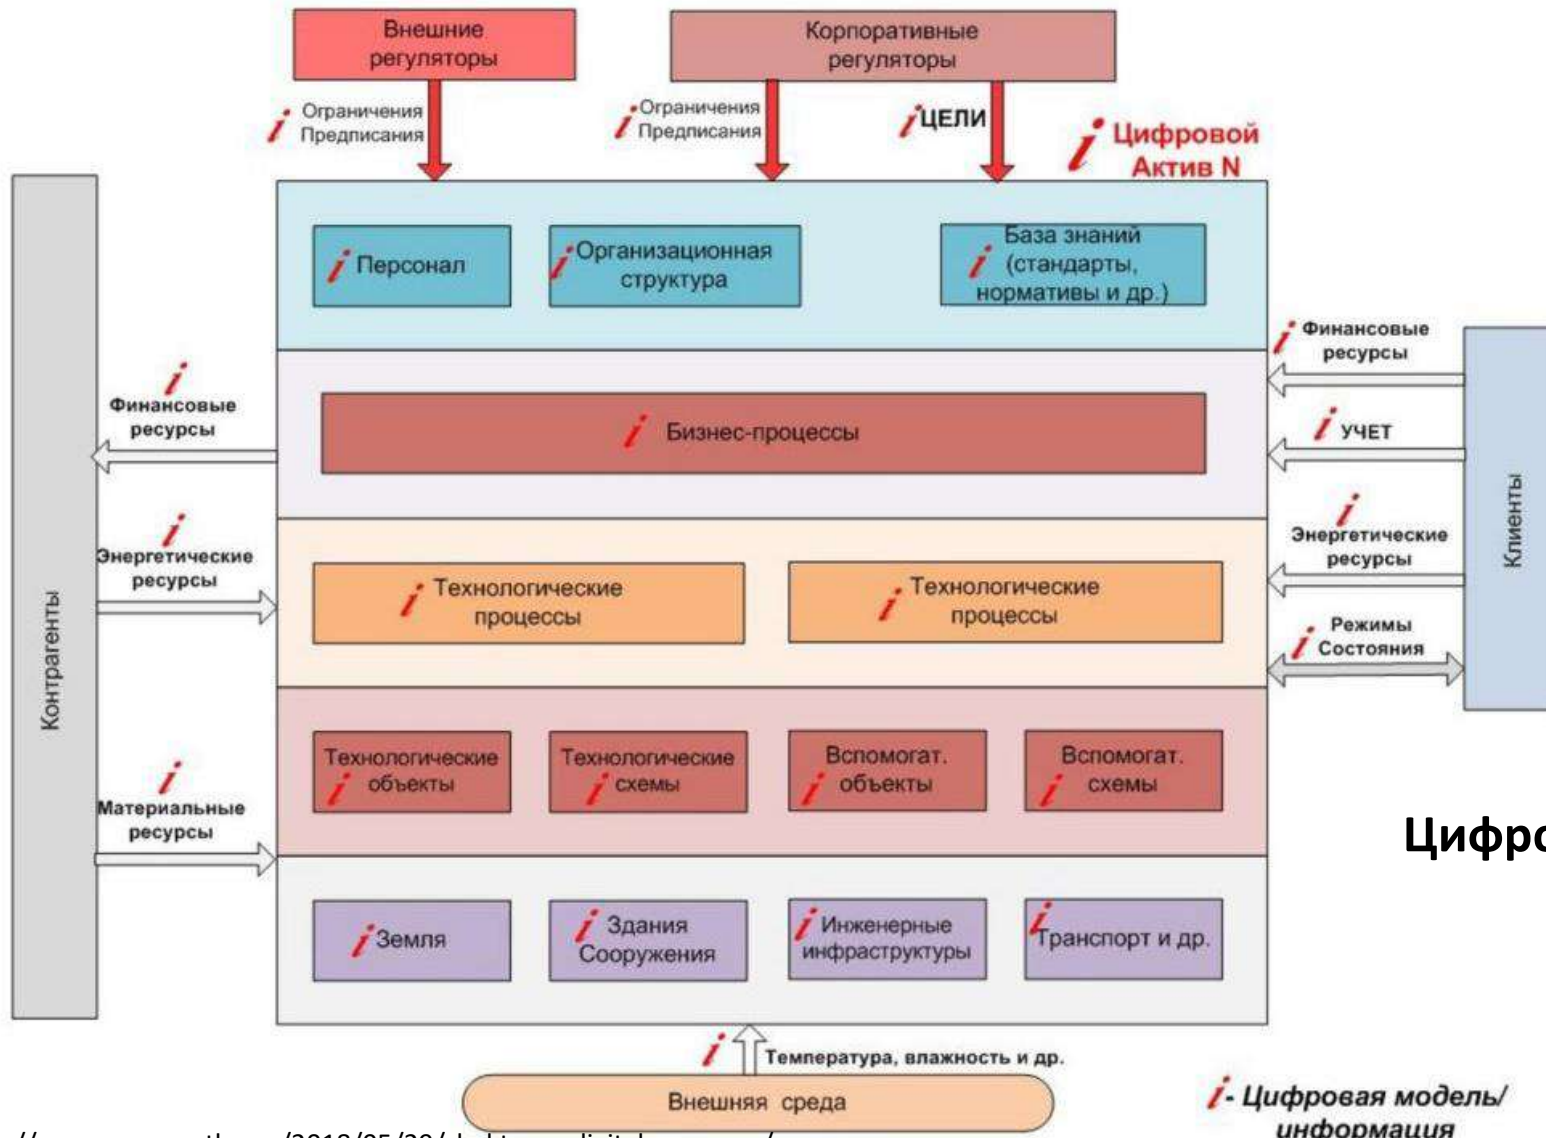 Внешние
регуляторы
Корпоративные
регуляторы
Ограничения
Предписания
Ограничения
Предписания
ЦЕЛИ
Цифровой
Актив N
Персонал
Организационная
структура
База знаний
(стандарты,
нормативы и др.)
Бизнес-процессы
Технологические
процессы
Технологические
процессы
Технологические
объекты
Технологические
схемы
Вспомогат.
объекты
Вспомогат.
схемы
Земля
Здания
Сооружения
Инженерные
инфраструктуры
Транспорт и др.
Контрагенты
Финансовые
ресурсы
Энергетические
ресурсы
Материальные
ресурсы
Финансовые
ресурсы
УЧЕТ
Энергетические
ресурсы
Режимы
Состояния
Клиенты
Температура, влажность и др.
Внешняя среда
i - Цифровая модель/
информация